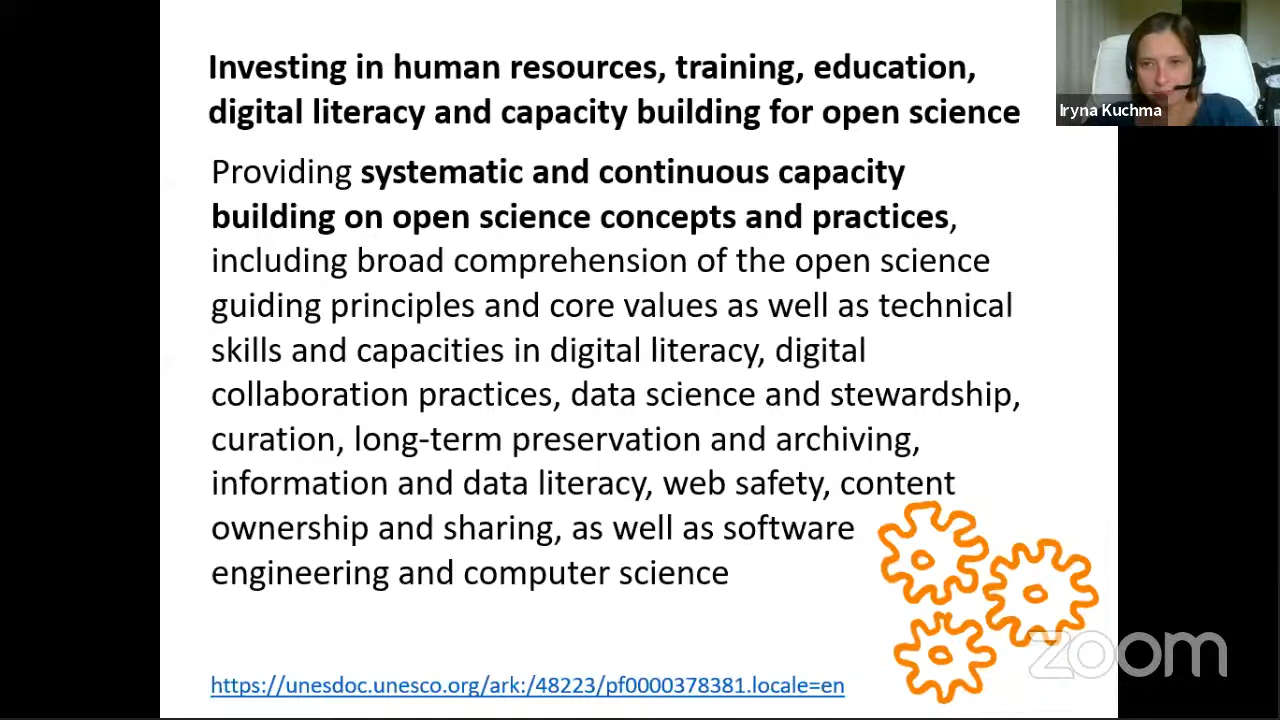 Investing in human resources, training, education,
digital literacy and capacity building for open science
Iryna Kuchma
Providing systematic and continuous capacity
building on open science concepts and practices,
including broad comprehension of the open science
guiding principles and core values as well as technical
skills and capacities in digital literacy, digital
collaboration practices, data science and stewardship,
curation, long-term preservation and archiving,
information and data literacy, web safety, content
ownership and sharing, as well as software
engineering and computer science
zoom
https://unesdoc.unesco.org/ark:/48223/pf0000378381.locale=en